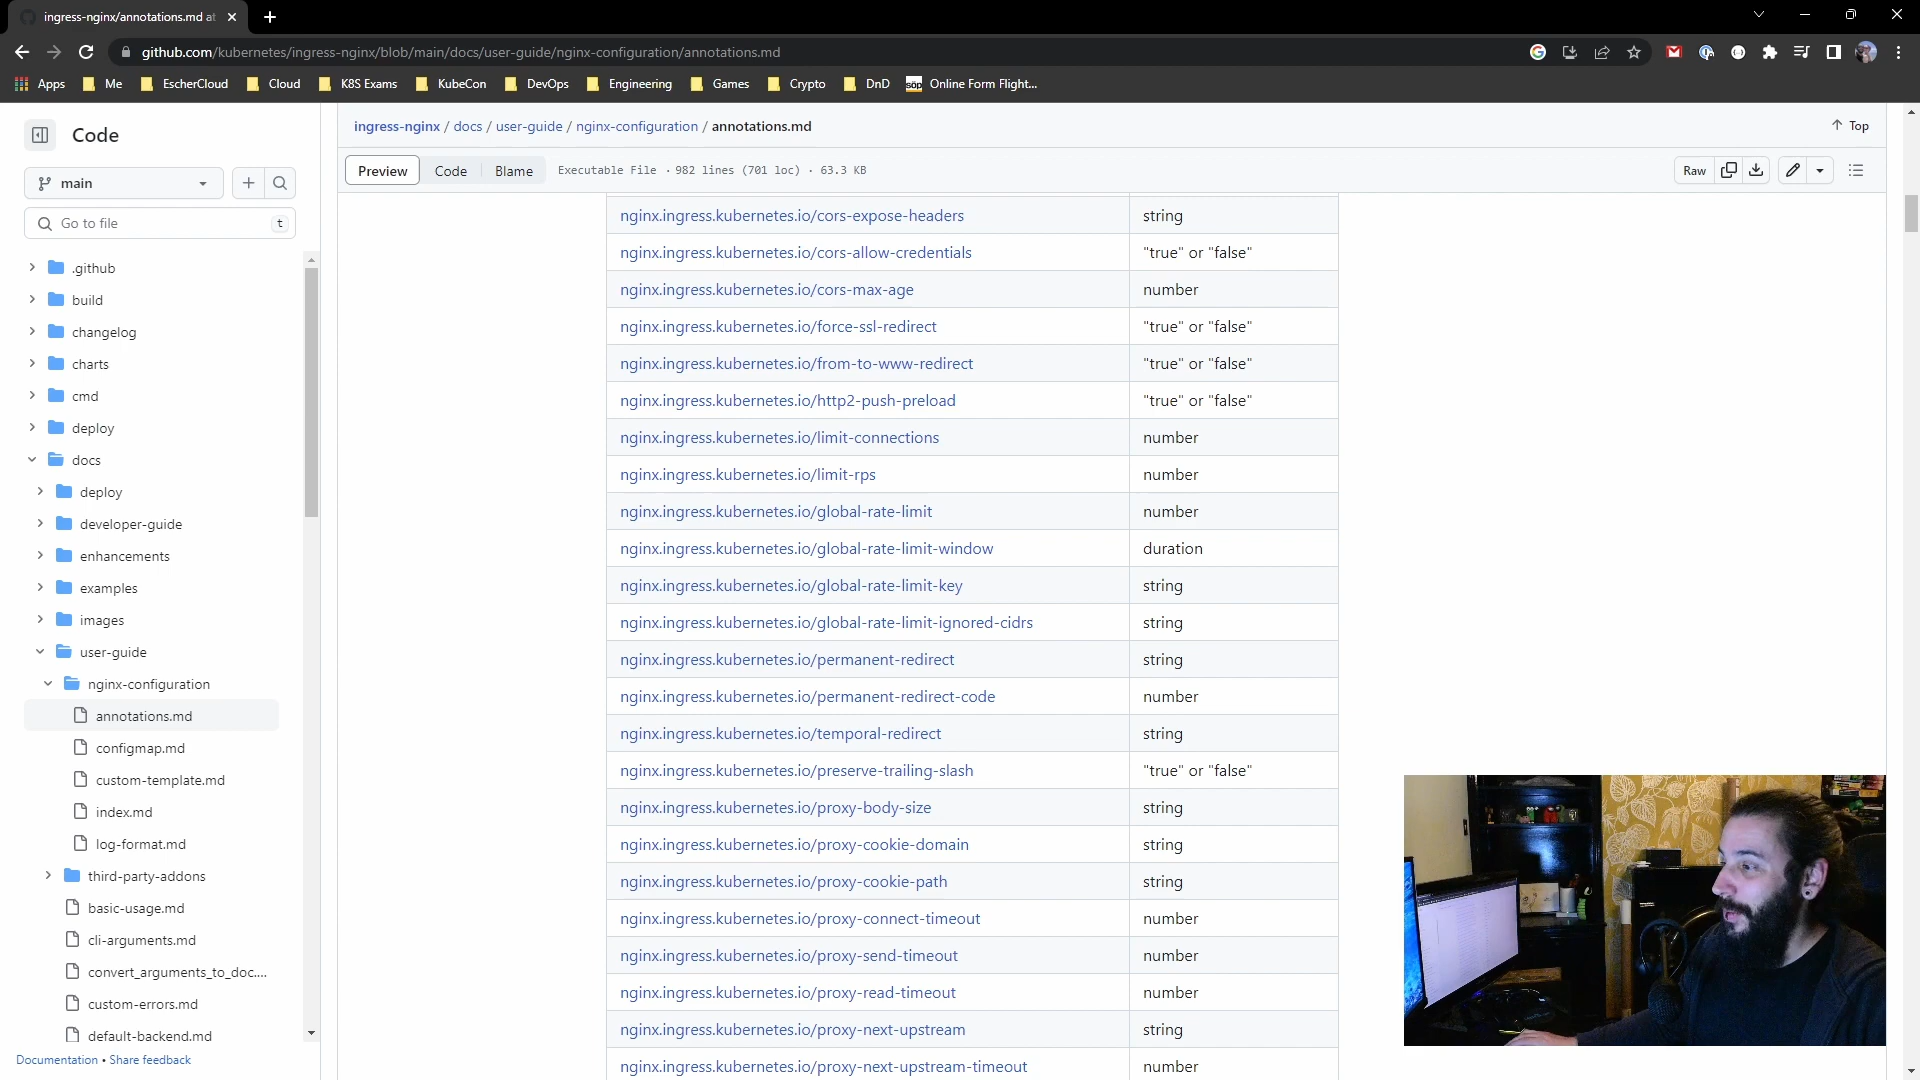 ingress-nginx/annotations.md at
github.com/kubernetes/ingress-nginx/blob/main/docs/user-guide/nginx-configuration/annotations.md
Apps Me EscherCloud Cloud K8S Exams KubeCon DevOps Engineering Games Crypto DnD sop Online Form Flight...
Code
main
Go to file t
.github
build
changelog
charts
cmd
deploy
docs
deploy
developer-guide
enhancements
examples
images
user-guide
nginx-configuration
annotations.md
configmap.md
custom-template.md
index.md
log-format.md
third-party-addons
basic-usage.md
cli-arguments.md
convert_arguments_to_doc....
custom-errors.md
default-backend.md
Documentation • Share feedback
ingress-nginx / docs / user-guide / nginx-configuration / annotations.md
Top
Preview Code Blame Executable File · 982 lines (701 loc) · 63.3 KB Raw
nginx.ingress.kubernetes.io/cors-expose-headers string
nginx.ingress.kubernetes.io/cors-allow-credentials "true" or "false"
nginx.ingress.kubernetes.io/cors-max-age number
nginx.ingress.kubernetes.io/force-ssl-redirect "true" or "false"
nginx.ingress.kubernetes.io/from-to-www-redirect "true" or "false"
nginx.ingress.kubernetes.io/http2-push-preload "true" or "false"
nginx.ingress.kubernetes.io/limit-connections number
nginx.ingress.kubernetes.io/limit-rps number
nginx.ingress.kubernetes.io/global-rate-limit number
nginx.ingress.kubernetes.io/global-rate-limit-window duration
nginx.ingress.kubernetes.io/global-rate-limit-key string
nginx.ingress.kubernetes.io/global-rate-limit-ignored-cidrs string
nginx.ingress.kubernetes.io/permanent-redirect string
nginx.ingress.kubernetes.io/permanent-redirect-code number
nginx.ingress.kubernetes.io/temporal-redirect string
nginx.ingress.kubernetes.io/preserve-trailing-slash "true" or "false"
nginx.ingress.kubernetes.io/proxy-body-size string
nginx.ingress.kubernetes.io/proxy-cookie-domain string
nginx.ingress.kubernetes.io/proxy-cookie-path string
nginx.ingress.kubernetes.io/proxy-connect-timeout number
nginx.ingress.kubernetes.io/proxy-send-timeout number
nginx.ingress.kubernetes.io/proxy-read-timeout number
nginx.ingress.kubernetes.io/proxy-next-upstream string
nginx.ingress.kubernetes.io/proxy-next-upstream-timeout number